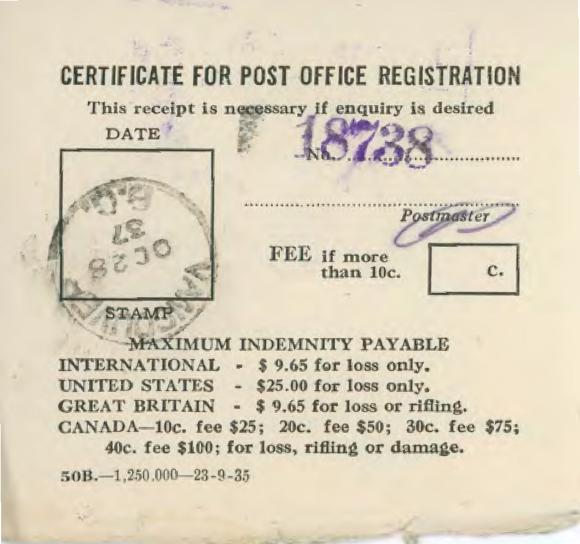 CERTIFICATE FOR POST OFFICE REGISTRATION
This receipt is necessary if enquiry is desired
DATE
No. 18738
Postmaster
VANCOUVER
B.C.
OC 28
37
FEE if more
than 10c.
c.
STAMP
MAXIMUM INDEMNITY PAYABLE
INTERNATIONAL - $ 9.65 for loss only.
UNITED STATES - $25.00 for loss only.
GREAT BRITAIN - $ 9.65 for loss or rifling.
CANADA—10c. fee $25; 20c. fee $50; 30c. fee $75;
40c. fee $100; for loss, rifling or damage.
50B.—1,250.000—23-9-35